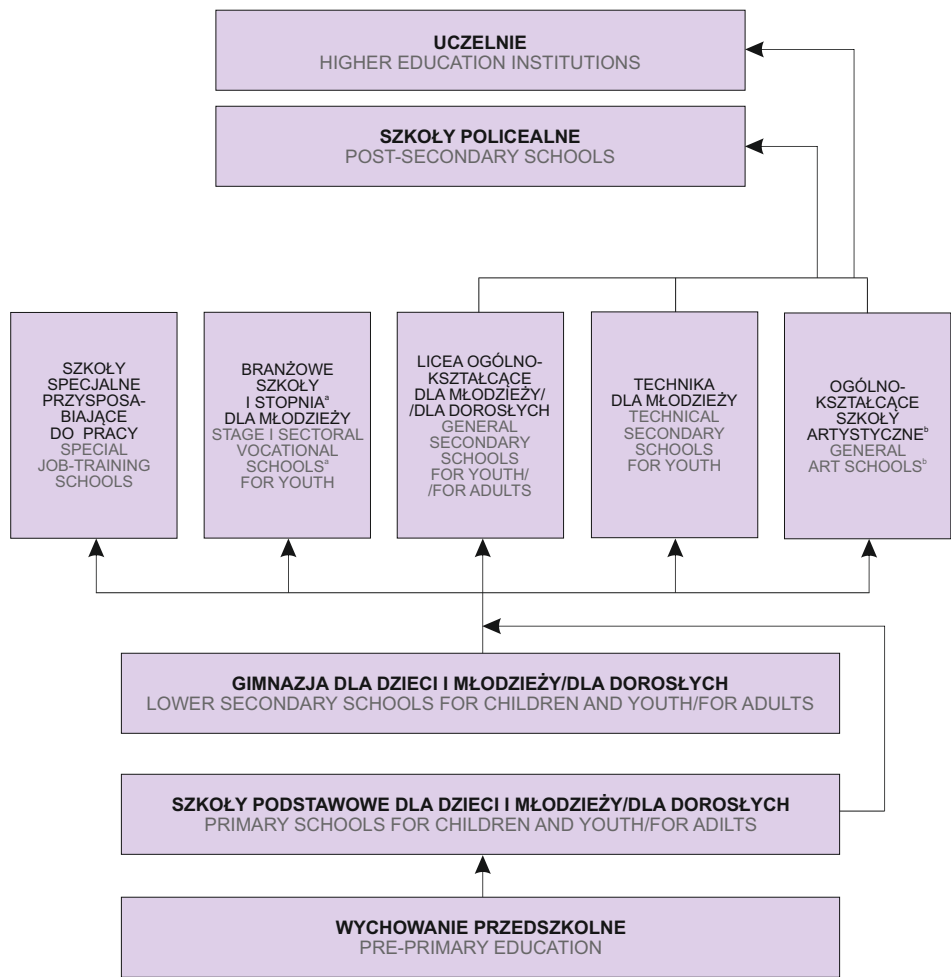 UCZELNIE
HIGHER EDUCATION INSTITUTIONS
SZKOŁY POLICEALNE
POST-SECONDARY SCHOOLS
SZKOŁY
SPECJALNE
PRZYSPOSA-
BIAJĄCE
DO PRACY
SPECIAL
JOB-TRAINING
SCHOOLS
BRANŻOWE
SZKOŁY
I STOPNIAᵃ
DLA MŁODZIEŻY
STAGE I SECTORAL
VOCATIONAL
SCHOOLSᵃ
FOR YOUTH
LICEA OGÓLNO-
KSZTAŁCĄCE
DLA MŁODZIEŻY/
/DLA DOROSŁYCH
GENERAL
SECONDARY
SCHOOLS
FOR YOUTH/
/FOR ADULTS
TECHNIKA
DLA MŁODZIEŻY
TECHNICAL
SECONDARY
SCHOOLS
FOR YOUTH
OGÓLNO-
KSZTAŁCĄCE
SZKOŁY
ARTYSTYCZNEᵇ
GENERAL
ART SCHOOLSᵇ
GIMNAZJA DLA DZIECI I MŁODZIEŻY/DLA DOROSŁYCH
LOWER SECONDARY SCHOOLS FOR CHILDREN AND YOUTH/FOR ADULTS
SZKOŁY PODSTAWOWE DLA DZIECI I MŁODZIEŻY/DLA DOROSŁYCH
PRIMARY SCHOOLS FOR CHILDREN AND YOUTH/FOR ADILTS
WYCHOWANIE PRZEDSZKOLNE
PRE-PRIMARY EDUCATION